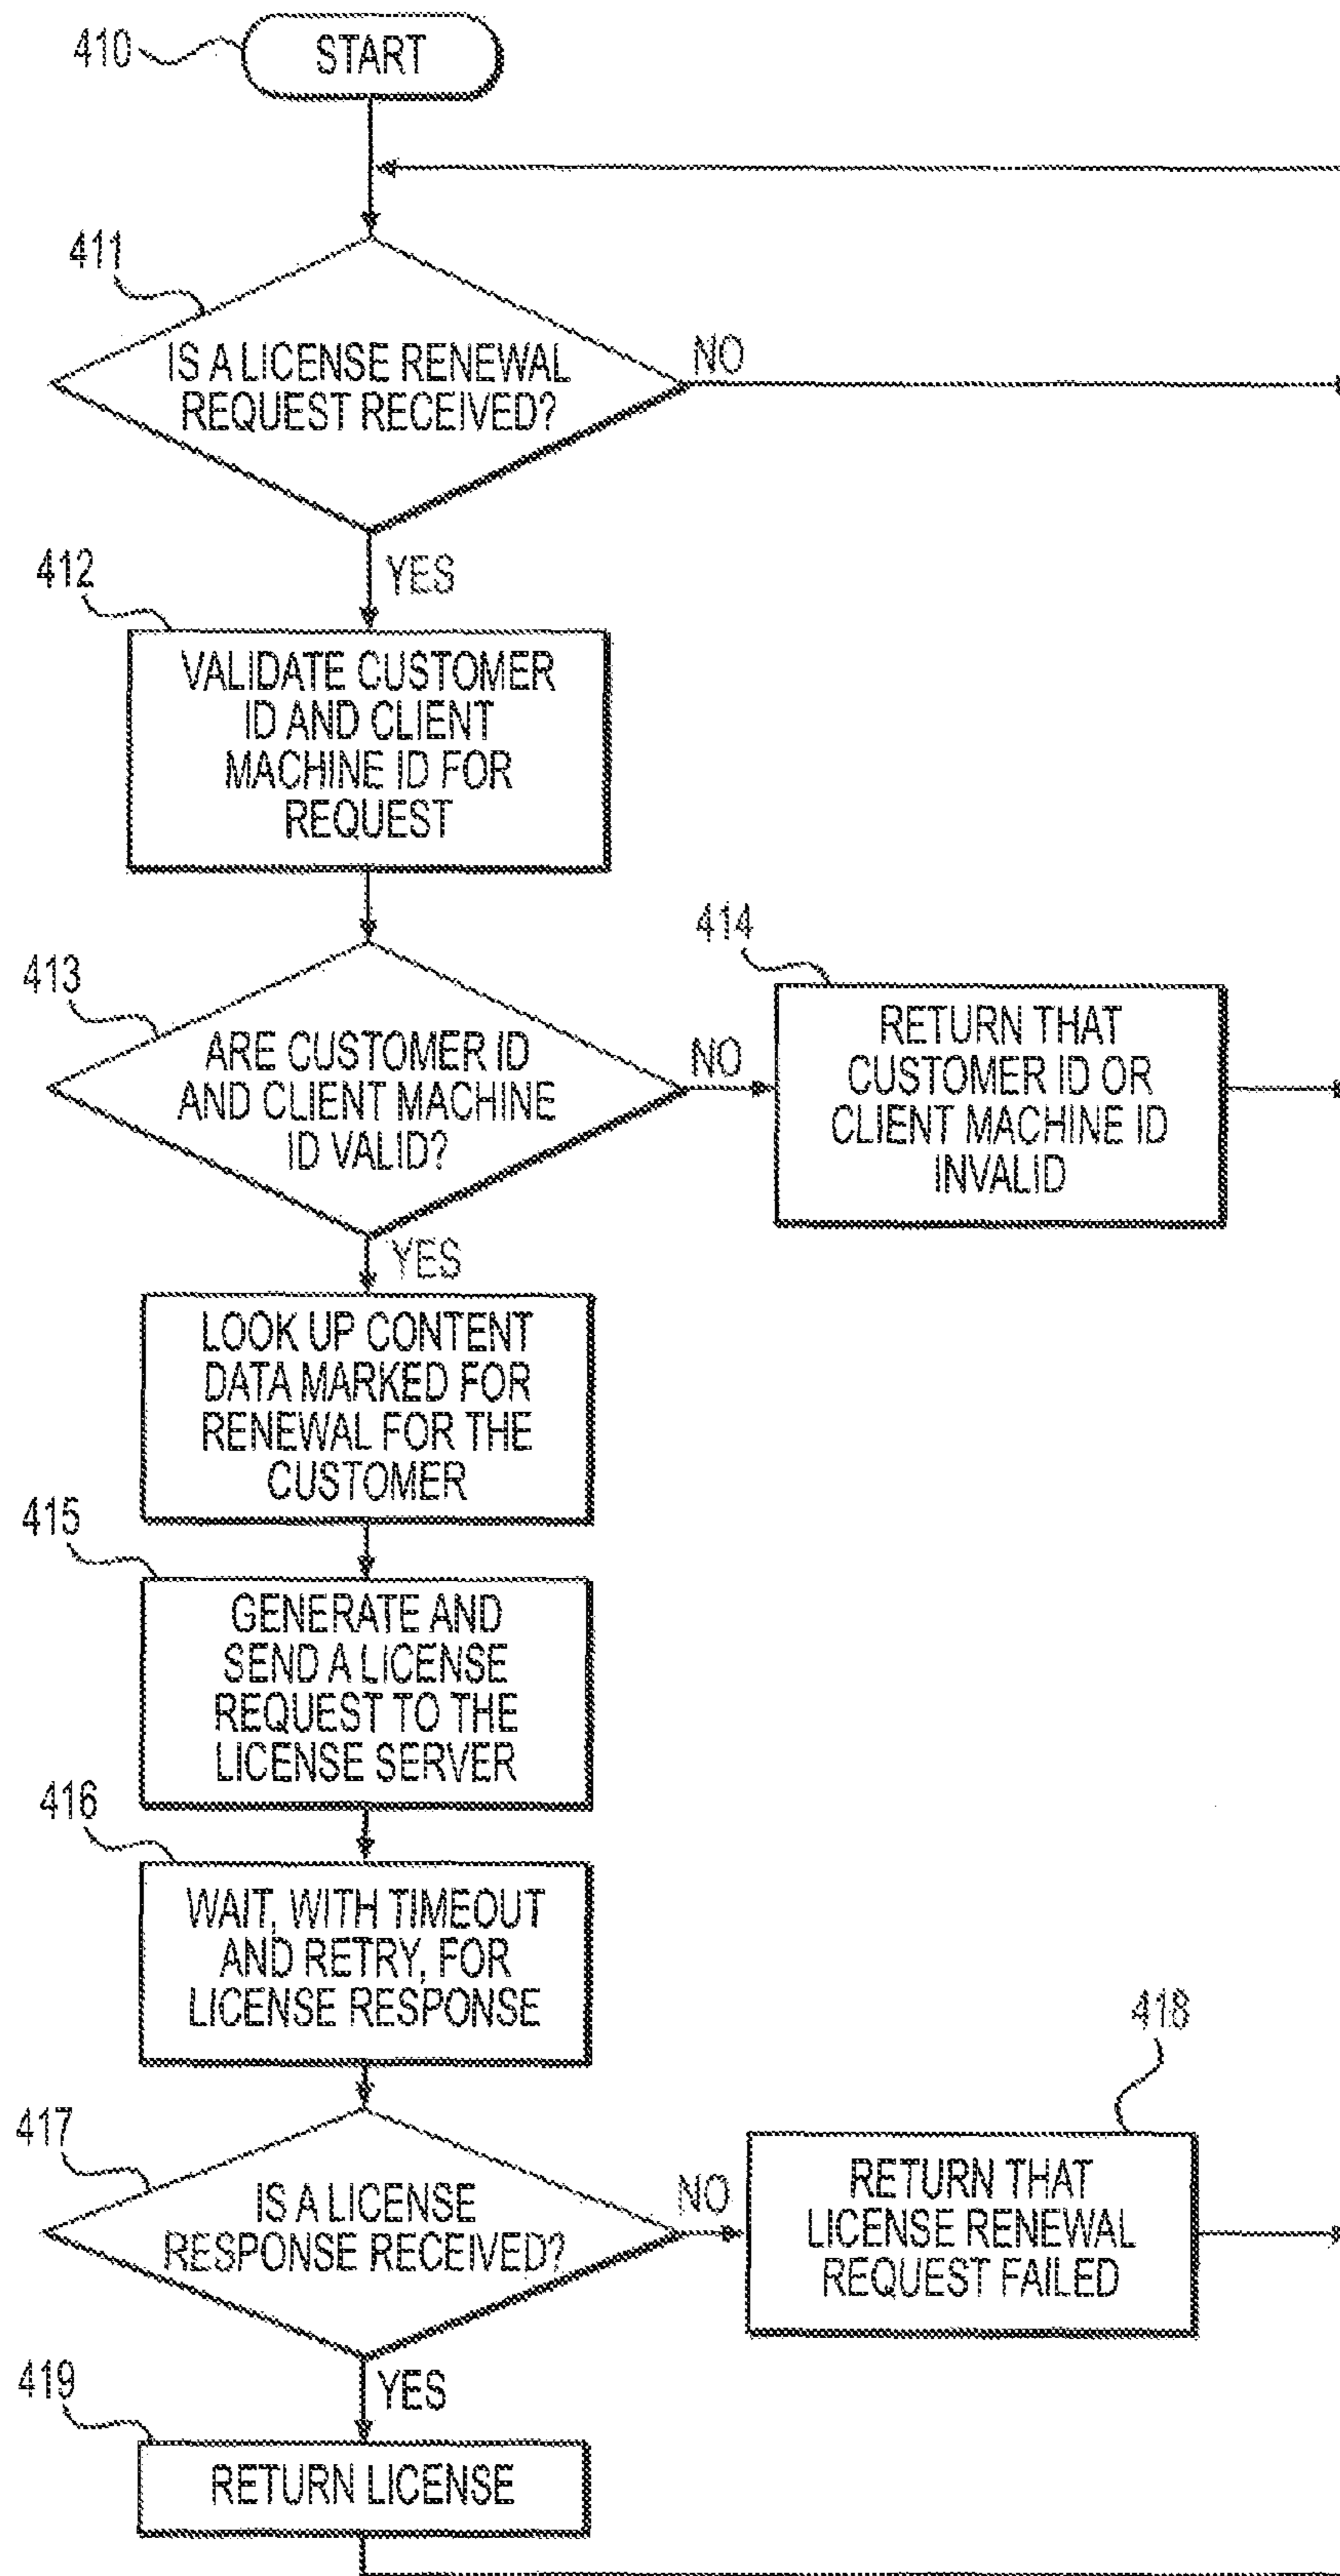 410
START
411
IS A LICENSE RENEWAL
REQUEST RECEIVED?
NO
YES
412
VALIDATE CUSTOMER
ID AND CLIENT
MACHINE ID FOR
REQUEST
413
ARE CUSTOMER ID
AND CLIENT MACHINE
ID VALID?
NO
414
RETURN THAT
CUSTOMER ID OR
CLIENT MACHINE ID
INVALID
YES
LOOK UP CONTENT
DATA MARKED FOR
RENEWAL FOR THE
CUSTOMER
415
GENERATE AND
SEND A LICENSE
REQUEST TO THE
LICENSE SERVER
416
WAIT, WITH TIMEOUT
AND RETRY, FOR
LICENSE RESPONSE
417
IS A LICENSE
RESPONSE RECEIVED?
NO
418
RETURN THAT
LICENSE RENEWAL
REQUEST FAILED
YES
419
RETURN LICENSE